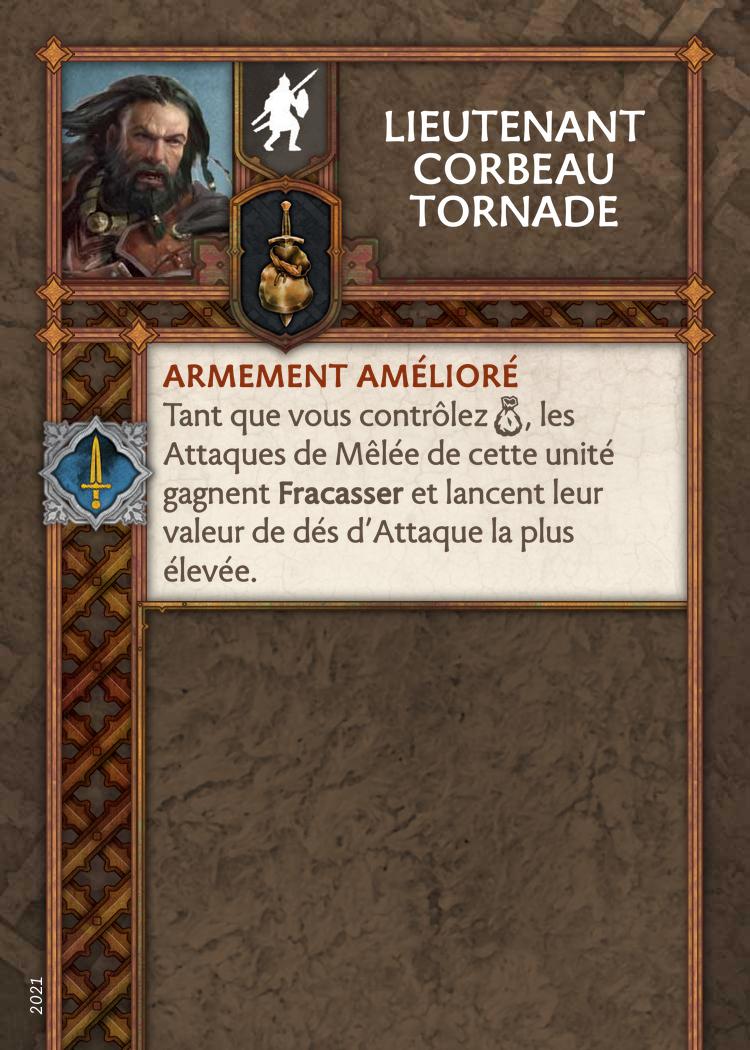 LIEUTENANT
CORBEAU
TORNADE
ARMEMENT AMÉLIORÉ
Tant que vous contrôlez , les
Attaques de Mêlée de cette unité
gagnent Fracasser et lancent leur
valeur de dés d'Attaque la plus
élevée.
2021